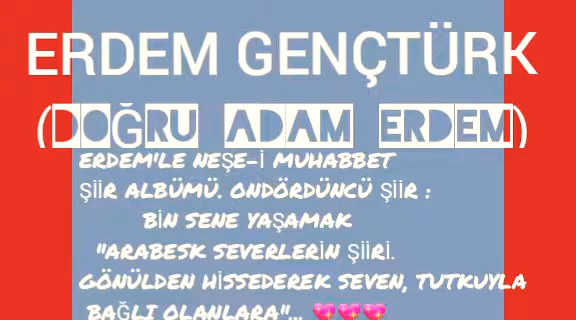 ERDEM GENÇTÜRK
(DOĞRU ADAM ERDEM)
ERDEM'LE NEŞE-İ MUHABBET
ŞİİR ALBÜMÜ. ONDÖRDÜNCÜ ŞİİR :
BİN SENE YAŞAMAK
"ARABESK SEVERLERİN ŞİİRİ.
GÖNÜLDEN HİSSEDEREK SEVEN, TUTKUYLA
BAĞLI OLANLARA"... 💖💖💖